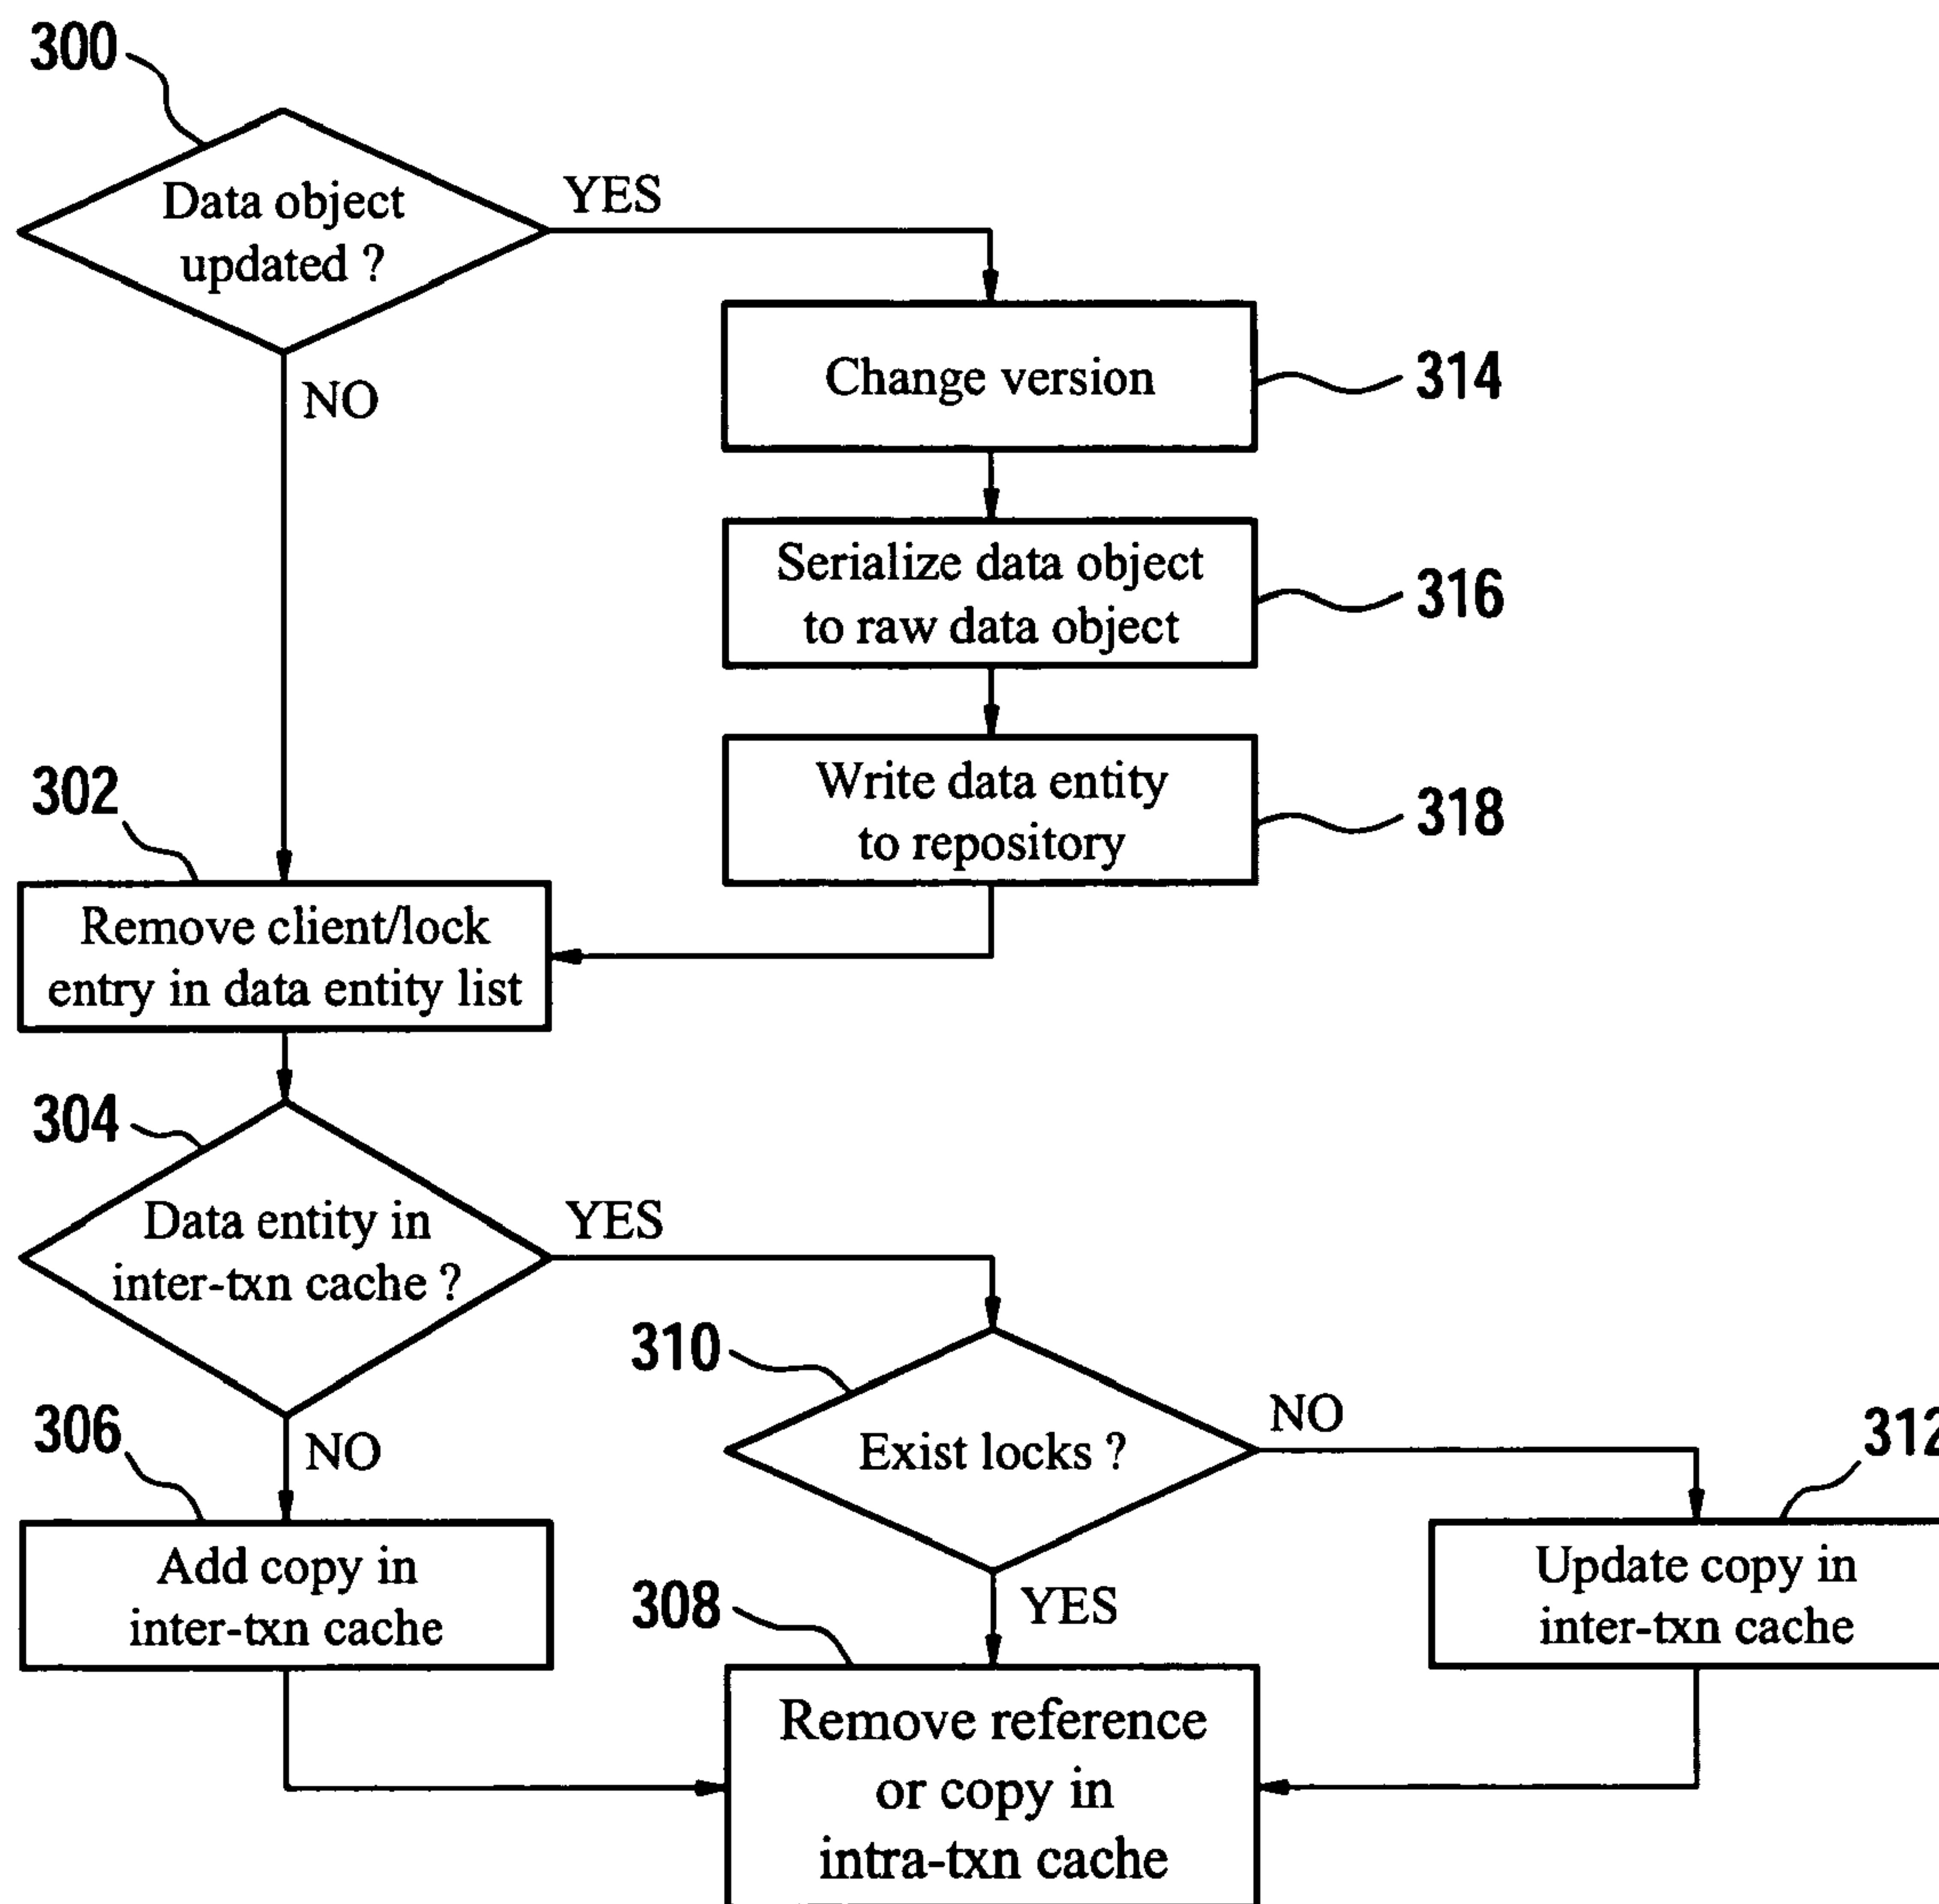 300
Data object
updated ?
YES
NO
Change version
314
Serialize data object
to raw data object
316
Write data entity
to repository
318
302
Remove client/lock
entry in data entity list
304
Data entity in
inter-txn cache ?
YES
NO
310
Exist locks ?
NO
YES
312
306
Add copy in
inter-txn cache
308
Remove reference
or copy in
intra-txn cache
Update copy in
inter-txn cache